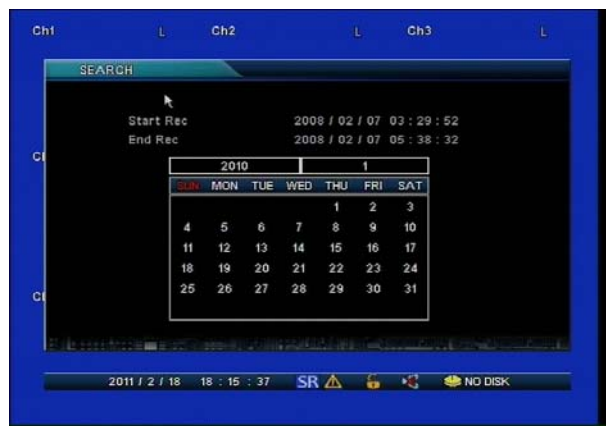 Ch1 L Ch2 L Ch3 L
SEARCH
Start Rec 2008 / 02 / 07 03 : 29 : 52
End Rec 2008 / 02 / 07 05 : 38 : 32
2010 1
SUN MON TUE WED THU FRI SAT
1 2 3
4 5 6 7 8 9 10
11 12 13 14 15 16 17
18 19 20 21 22 23 24
25 26 27 28 29 30 31
2011 / 2 / 18 18 : 15 : 37 SR NO DISK